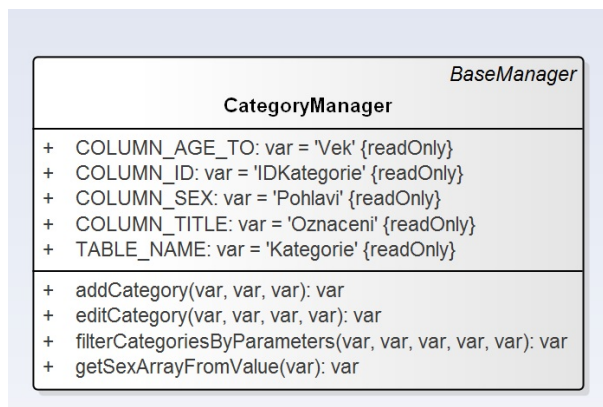 BaseManager
CategoryManager
+ COLUMN_AGE_TO: var = 'Vek' {readOnly}
+ COLUMN_ID: var = 'IDKategorie' {readOnly}
+ COLUMN_SEX: var = 'Pohlavi' {readOnly}
+ COLUMN_TITLE: var = 'Oznaceni' {readOnly}
+ TABLE_NAME: var = 'Kategorie' {readOnly}
+ addCategory(var, var, var): var
+ editCategory(var, var, var, var): var
+ filterCategoriesByParameters(var, var, var, var, var): var
+ getSexArrayFromValue(var): var